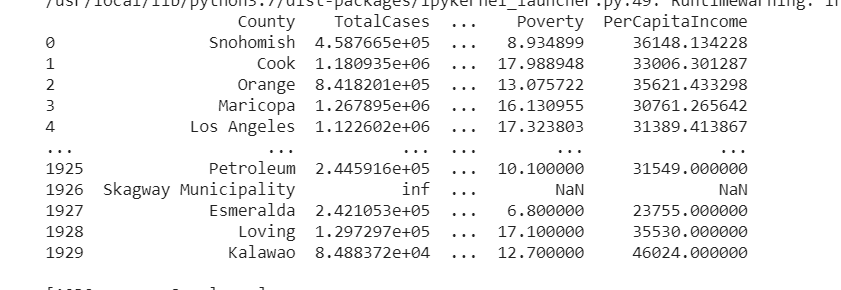 /usr/local/lib/python3.7/dist-packages/ipykernel_launcher.py:49: RuntimeWarning:
County TotalCases ... Poverty PerCapitaIncome
0 Snohomish 4.587665e+05 ... 8.934899 36148.134228
1 Cook 1.180935e+06 ... 17.988948 33006.301287
2 Orange 8.418201e+05 ... 13.075722 35621.433298
3 Maricopa 1.267895e+06 ... 16.130955 30761.265642
4 Los Angeles 1.122602e+06 ... 17.323803 31389.413867
... ... ... ... ... ...
1925 Petroleum 2.445916e+05 ... 10.100000 31549.000000
1926 Skagway Municipality inf ... NaN NaN
1927 Esmeralda 2.421053e+05 ... 6.800000 23755.000000
1928 Loving 1.297297e+05 ... 17.100000 35530.000000
1929 Kalawao 8.488372e+04 ... 12.700000 46024.000000